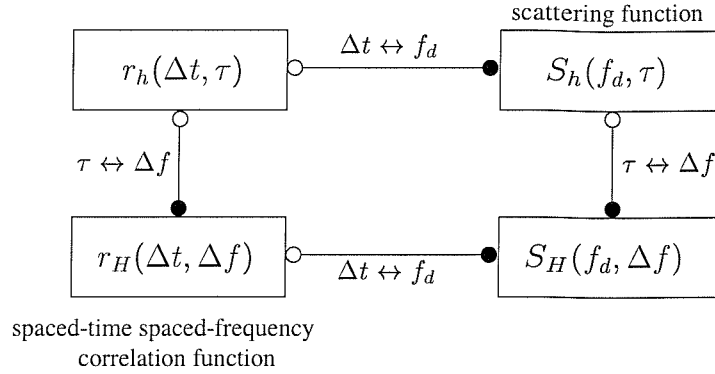 scattering function
r_h(Δt, τ)
Δt ↔ f_d
S_h(f_d, τ)
τ ↔ Δf
τ ↔ Δf
r_H(Δt, Δf)
Δt ↔ f_d
S_H(f_d, Δf)
spaced-time spaced-frequency
correlation function